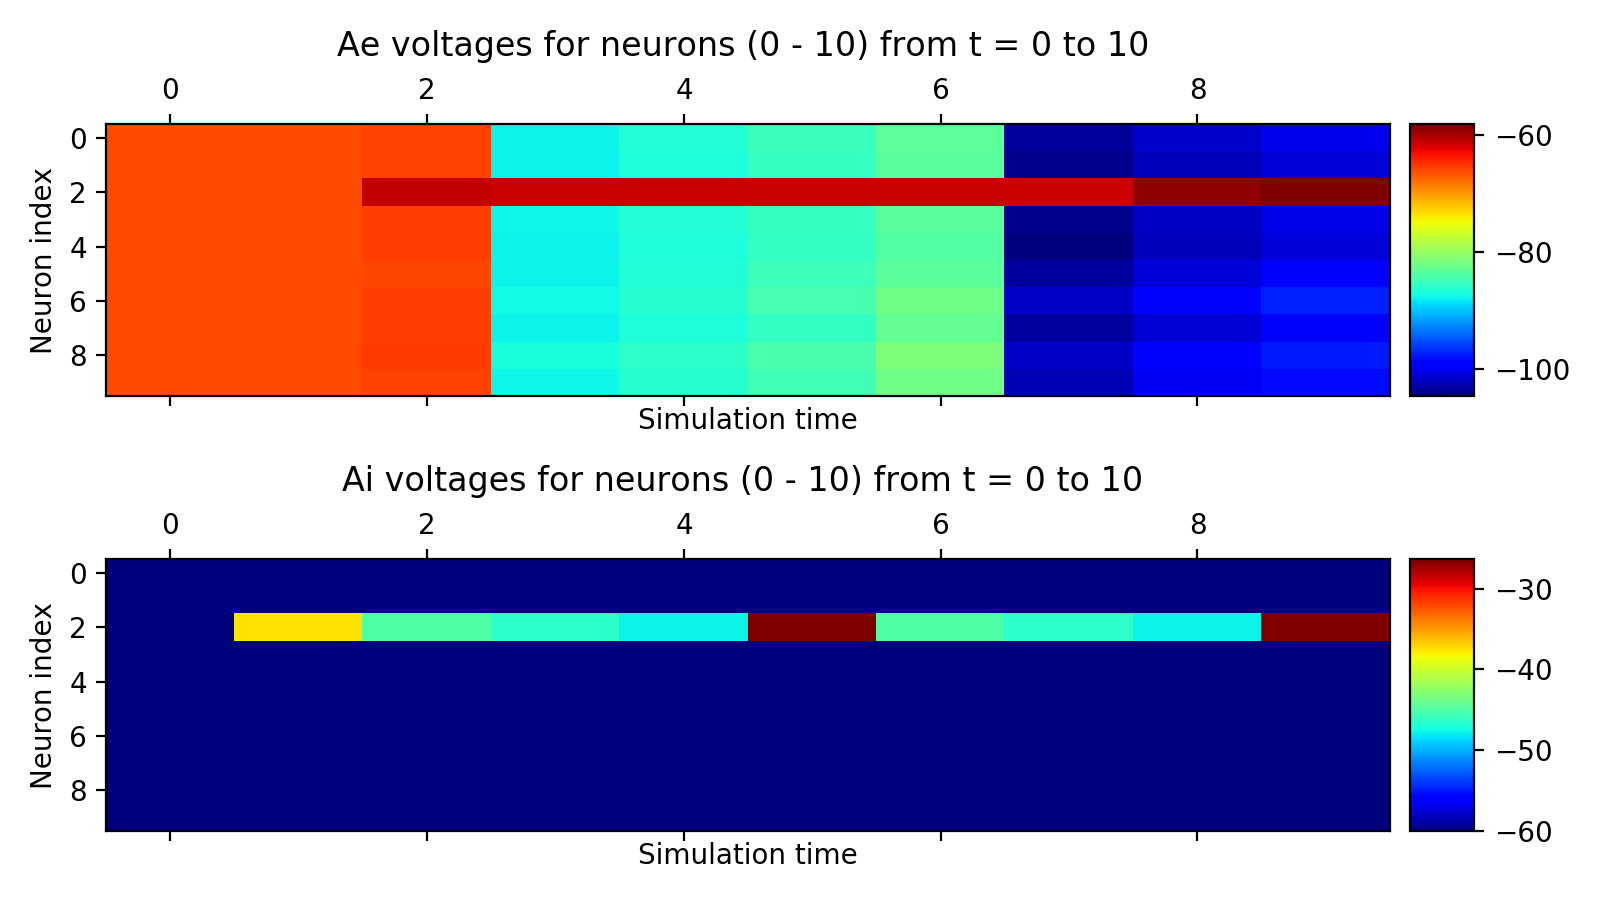 Ae voltages for neurons (0 - 10) from t = 0 to 10
0 2 4 6 8
Neuron index
0
2
4
6
8
−60
−80
−100
Simulation time
Ai voltages for neurons (0 - 10) from t = 0 to 10
0 2 4 6 8
Neuron index
0
2
4
6
8
−30
−40
−50
−60
Simulation time